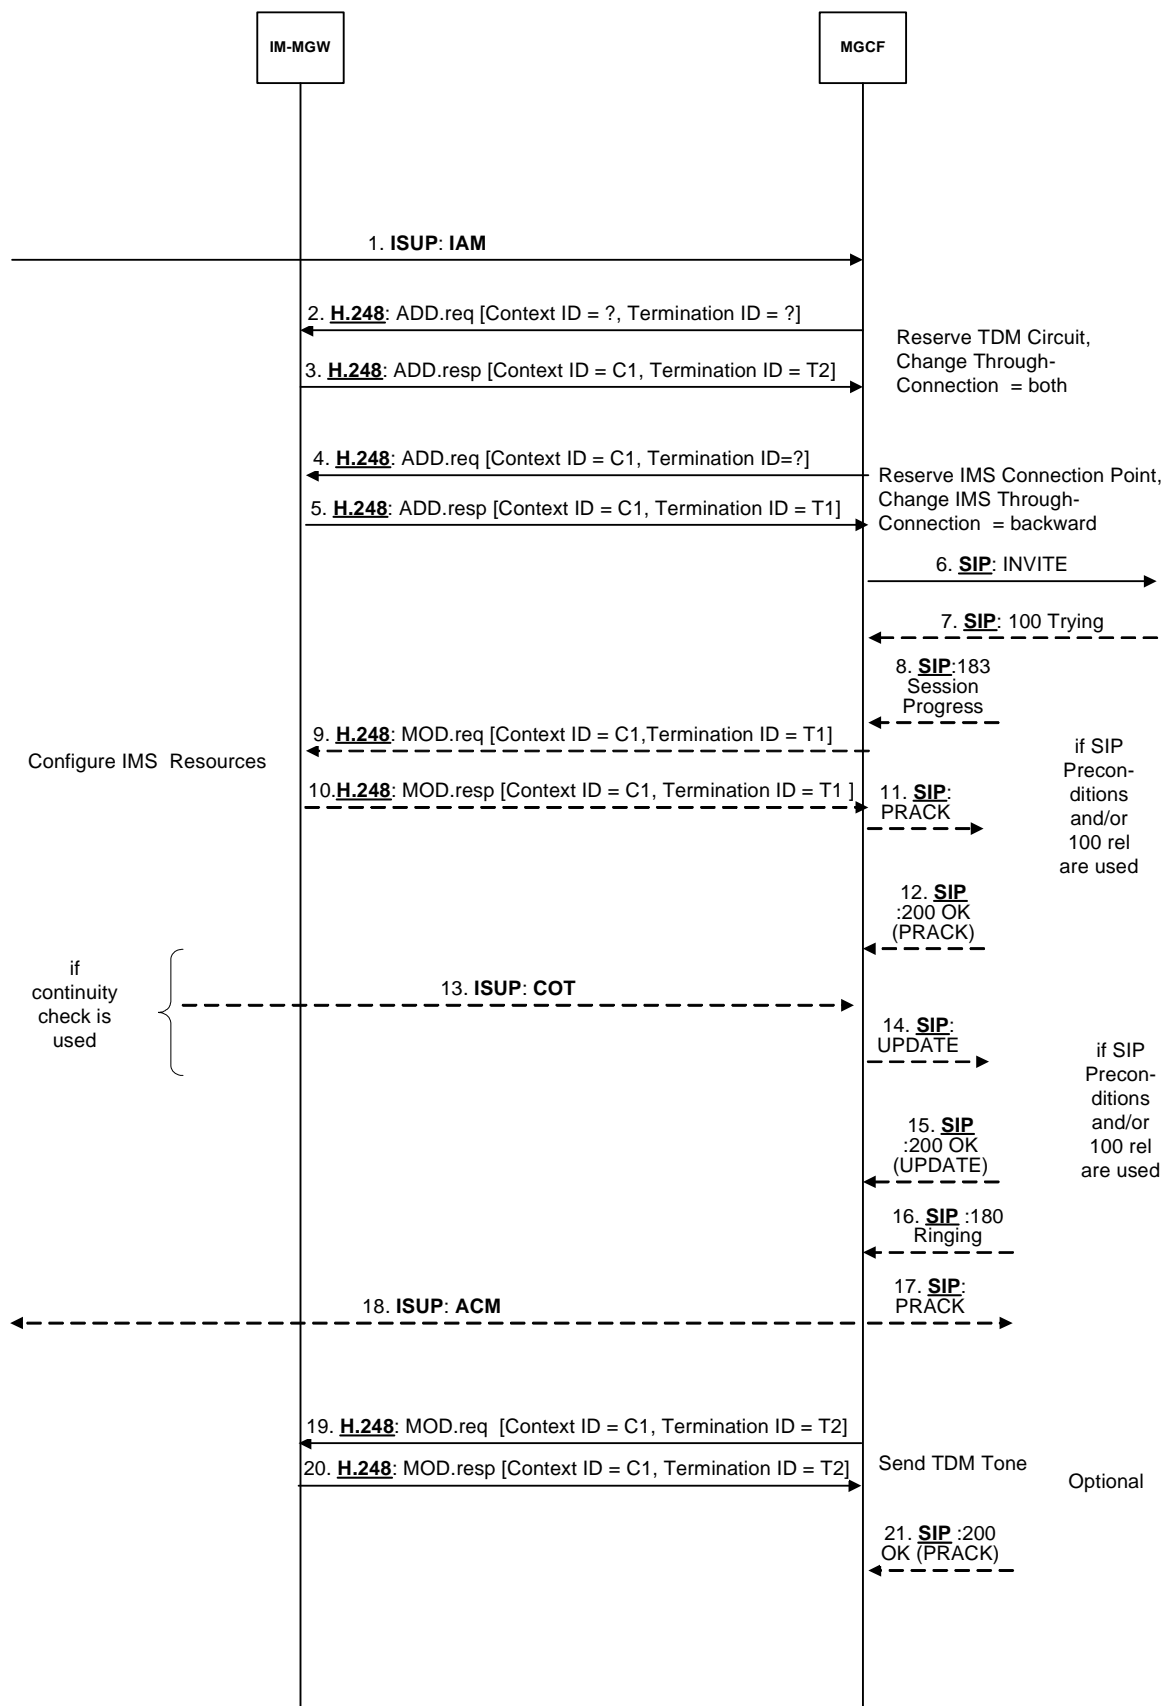 IM-MGW
MGCF
1. ISUP: IAM
2. H.248: ADD.req [Context ID = ?, Termination ID = ?]
Reserve TDM Circuit,
Change Through-
Connection = both
3. H.248: ADD.resp [Context ID = C1, Termination ID = T2]
4. H.248: ADD.req [Context ID = C1, Termination ID=?]
Reserve IMS Connection Point,
Change IMS Through-
Connection = backward
5. H.248: ADD.resp [Context ID = C1, Termination ID = T1]
6. SIP: INVITE
7. SIP: 100 Trying
8. SIP:183
Session
Progress
9. H.248: MOD.req [Context ID = C1,Termination ID = T1]
Configure IMS Resources
10.H.248: MOD.resp [Context ID = C1, Termination ID = T1 ]
11. SIP:
PRACK
if SIP
Precon-
ditions
and/or
100 rel
are used
12. SIP
:200 OK
(PRACK)
if
continuity
check is
used
13. ISUP: COT
14. SIP:
UPDATE
if SIP
Precon-
ditions
and/or
100 rel
are used
15. SIP
:200 OK
(UPDATE)
16. SIP :180
Ringing
17. SIP:
PRACK
18. ISUP: ACM
19. H.248: MOD.req [Context ID = C1, Termination ID = T2]
20. H.248: MOD.resp [Context ID = C1, Termination ID = T2]
Send TDM Tone
Optional
21. SIP :200
OK (PRACK)